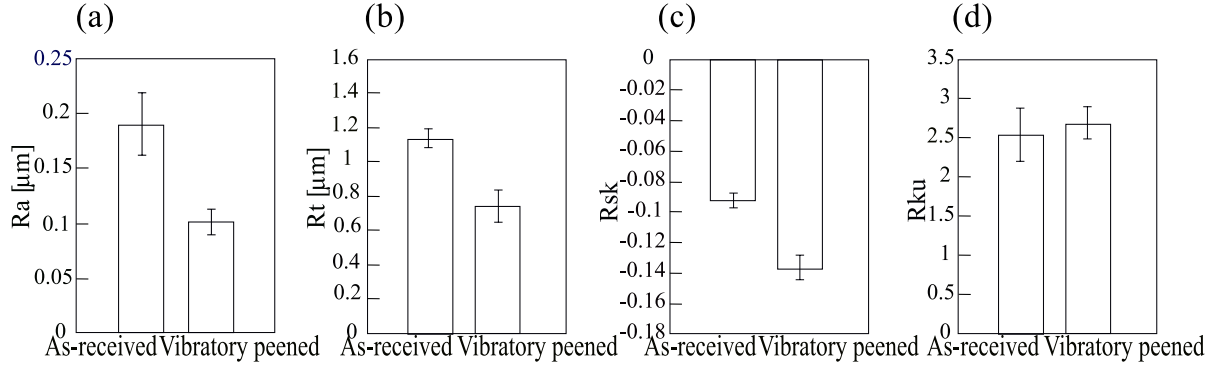 (a)
Ra [μm]
0.25
0.2
0.15
0.1
0.05
0
As-received Vibratory peened
(b)
Rt [μm]
1.6
1.4
1.2
1
0.8
0.6
0.4
0.2
0
As-received Vibratory peened
(c)
Rsk
0
-0.02
-0.04
-0.06
-0.08
-0.1
-0.12
-0.14
-0.16
-0.18
As-received Vibratory peened
(d)
Rku
3.5
3
2.5
2
1.5
1
0.5
0
As-received Vibratory peened